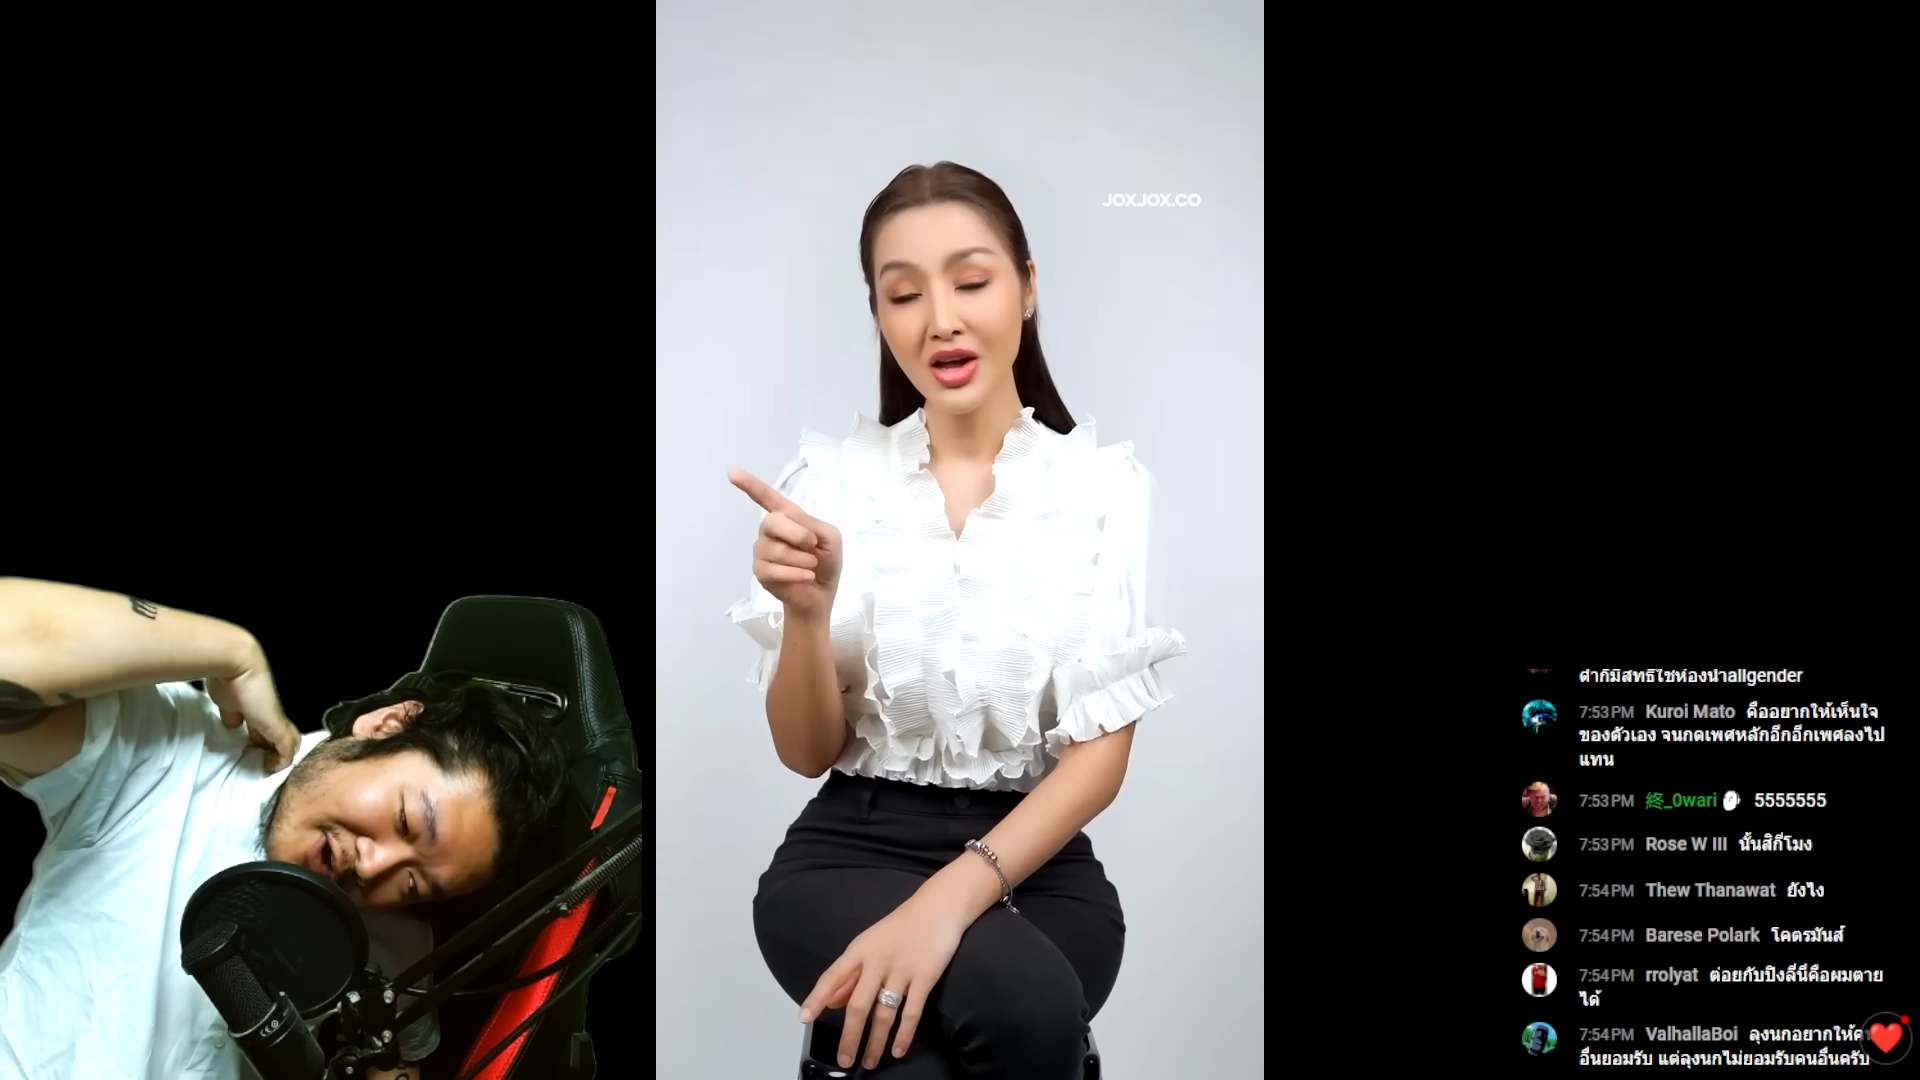 JOXJOX.CO
ดำก็มีสิทธิใช้ห้องน้ำallgender
7:53 PM Kuroi Mato คืออยากให้เห็นใจ
ของตัวเอง จนกดเพศหลักอีกอีกเพศลงไป
แทน
7:53 PM 終_0wari 5555555
7:53 PM Rose W III นั้นสิกี่โมง
7:54 PM Thew Thanawat ยังไง
7:54 PM Barese Polark โคตรมันส์
7:54 PM rrolyat ต่อยกับปิงลี่นี่คือผมตาย
ได้
7:54 PM ValhallaBoi ลุงนกอยากให้
อื่นยอมรับ แต่ลุงนกไม่ยอมรับคนอื่นครับ